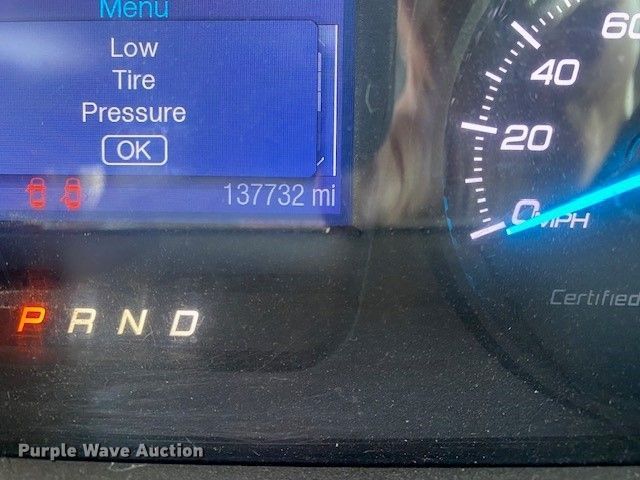 Menu
Low
Tire
Pressure
OK
137732 mi
60
40
20
0 MPH
Certified
P R N D
Purple Wave Auction